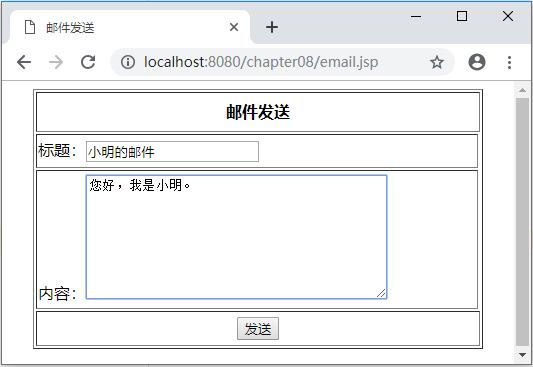 邮件发送
localhost:8080/chapter08/email.jsp
邮件发送
标题：小明的邮件
您好，我是小明。
内容：
发送